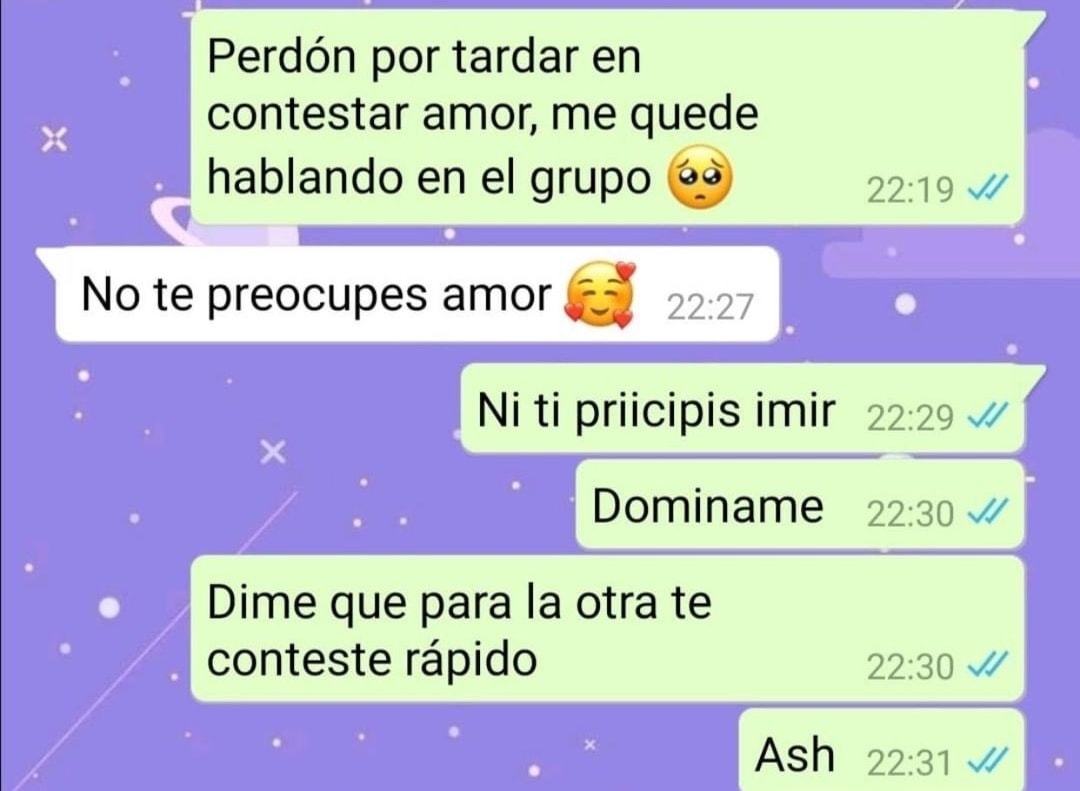 Perdón por tardar en
contestar amor, me quede
hablando en el grupo 🥺 22:19
No te preocupes amor 🥰 22:27
Ni ti priicipis imir 22:29
Dominame 22:30
Dime que para la otra te
conteste rápido 22:30
Ash 22:31